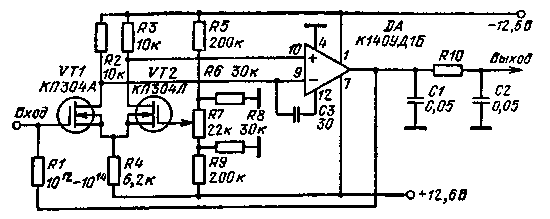 R3
10к
R2
10к
R5
200к
VT1
КП304А
VT2
КП304Л
R6 30к
R7
22к
R8
30к
R9
200к
R1
10¹²-10¹⁴
R4
6,2к
Вход
10
9
+
−
4
1
7
12
C3
30
DA
К140УД1Б
R10
Выход
C1
0,05
C2
0,05
-12,6В
+12,6В